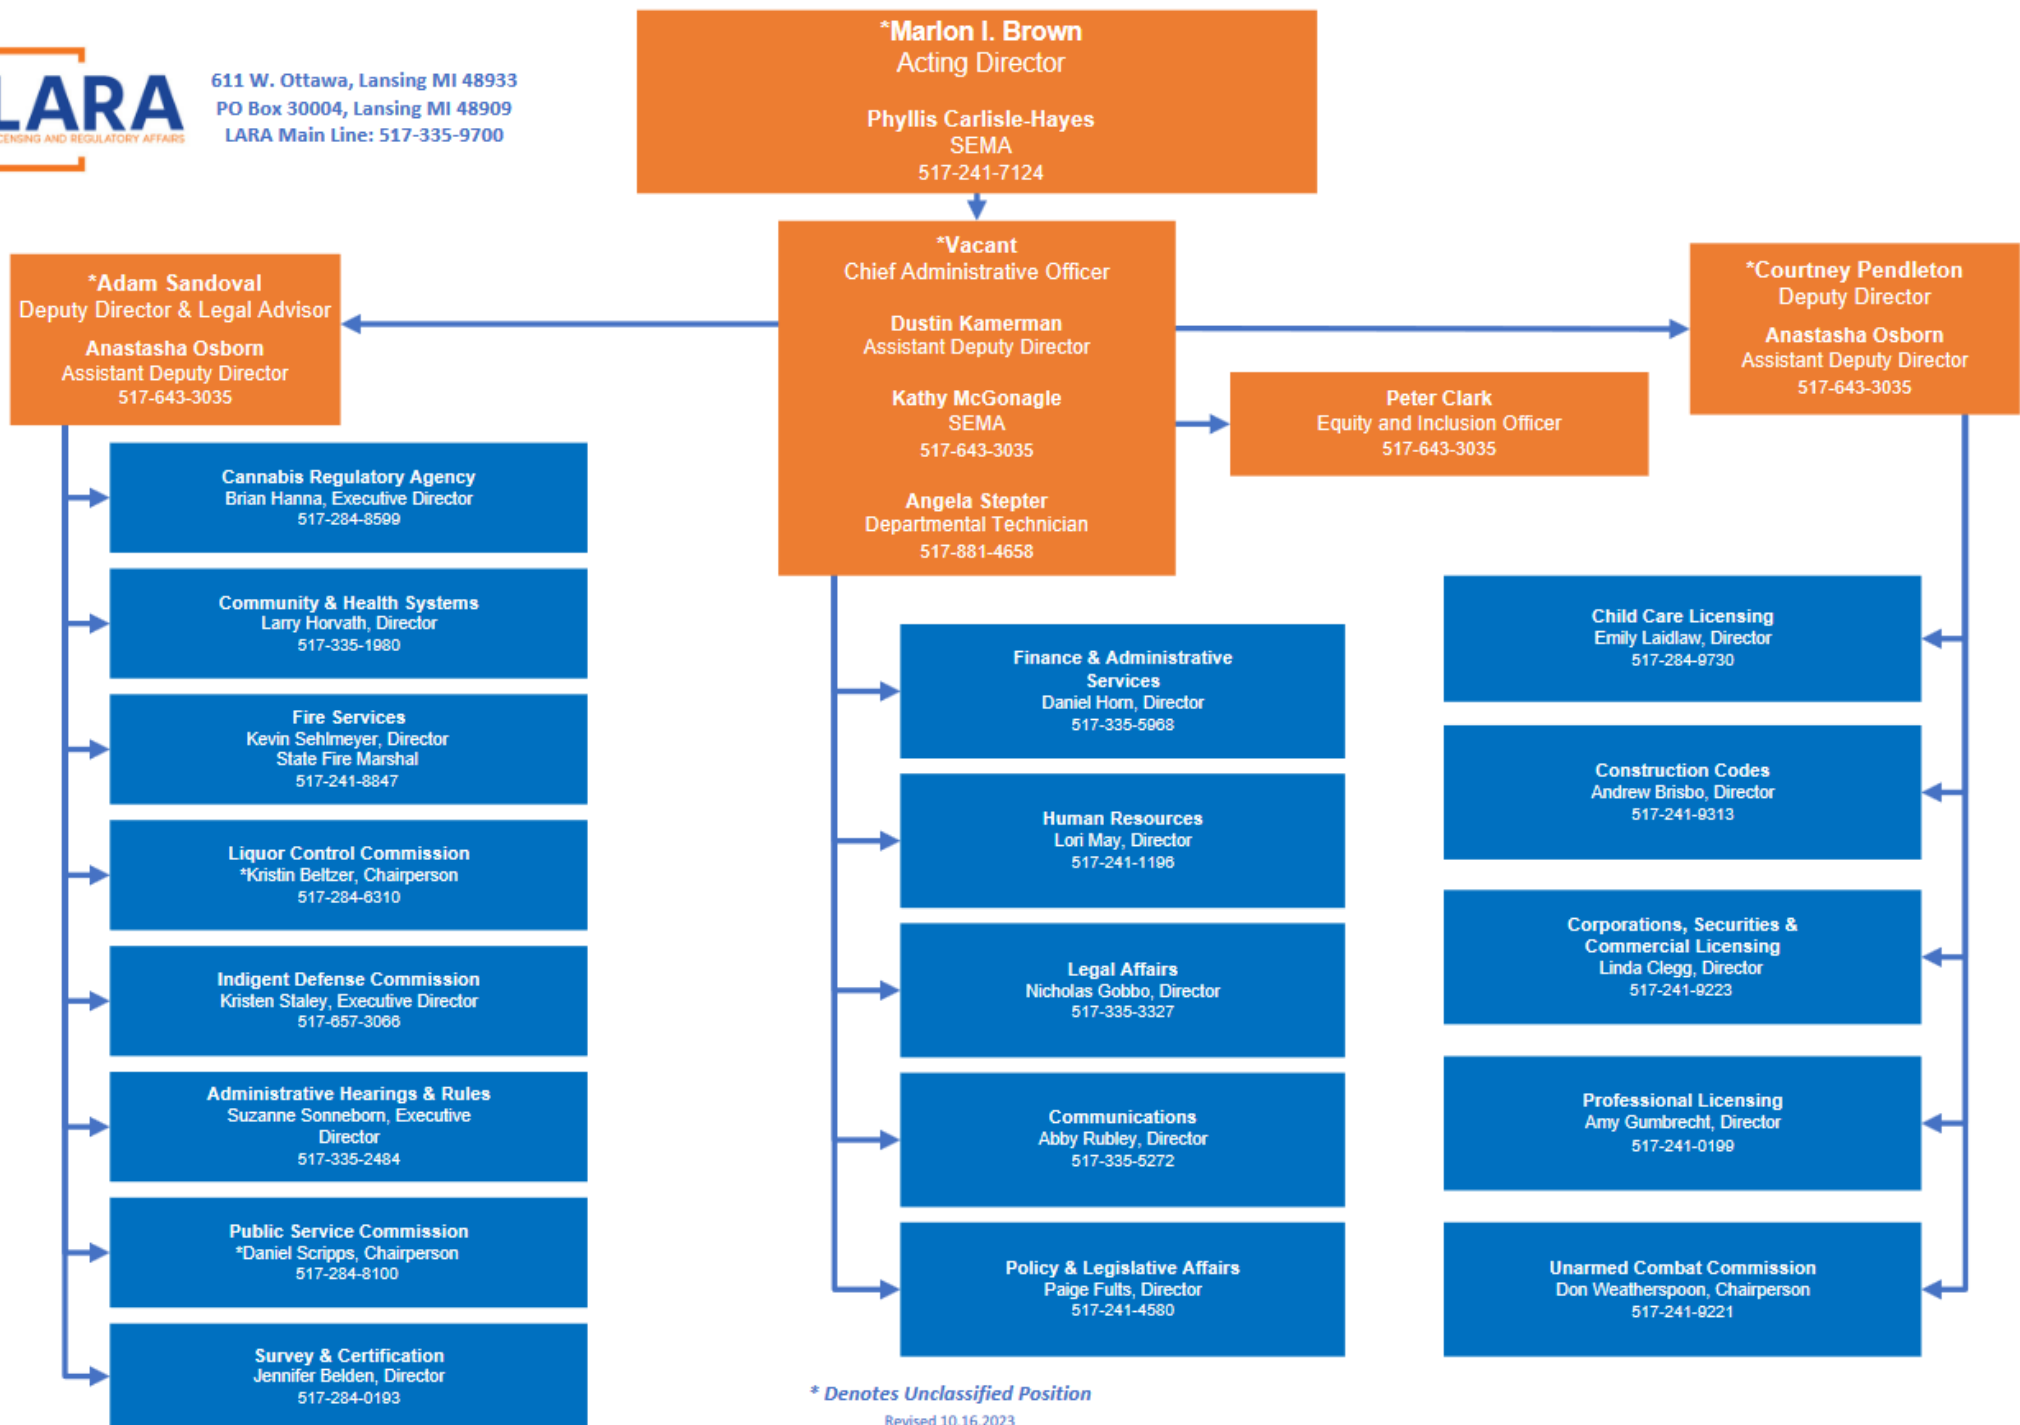 LARA
611 W. Ottawa, Lansing MI 48933
PO Box 30004, Lansing MI 48909
LARA Main Line: 517-335-9700
*Marlon I. Brown
Acting Director
Phyllis Carlisle-Hayes
SEMA
517-241-7124
*Vacant
Chief Administrative Officer
Dustin Kamerman
Assistant Deputy Director
Kathy McGonagle
SEMA
517-643-3035
Angela Stepter
Departmental Technician
517-881-4658
*Adam Sandoval
Deputy Director & Legal Advisor
Anastasha Osborn
Assistant Deputy Director
517-643-3035
*Courtney Pendleton
Deputy Director
Anastasha Osborn
Assistant Deputy Director
517-643-3035
Peter Clark
Equity and Inclusion Officer
517-643-3035
Cannabis Regulatory Agency
Brian Hanna, Executive Director
517-284-8599
Community & Health Systems
Larry Horvath, Director
517-335-1980
Fire Services
Kevin Sehlmeyer, Director
State Fire Marshal
517-241-8847
Liquor Control Commission
*Kristin Beltzer, Chairperson
517-284-6310
Indigent Defense Commission
Kristen Staley, Executive Director
517-657-3066
Administrative Hearings & Rules
Suzanne Sonneborn, Executive
Director
517-335-2484
Public Service Commission
*Daniel Scripps, Chairperson
517-284-8100
Survey & Certification
Jennifer Belden, Director
517-284-0193
Finance & Administrative
Services
Daniel Horn, Director
517-335-5968
Human Resources
Lori May, Director
517-241-1196
Legal Affairs
Nicholas Gobbo, Director
517-335-3327
Communications
Abby Rubley, Director
517-335-5272
Policy & Legislative Affairs
Paige Fults, Director
517-241-4580
Child Care Licensing
Emily Laidlaw, Director
517-284-9730
Construction Codes
Andrew Brisbo, Director
517-241-9313
Corporations, Securities &
Commercial Licensing
Linda Clegg, Director
517-241-9223
Professional Licensing
Amy Gumbrecht, Director
517-241-0199
Unarmed Combat Commission
Don Weatherspoon, Chairperson
517-241-9221
* Denotes Unclassified Position
Revised 10.16.2023